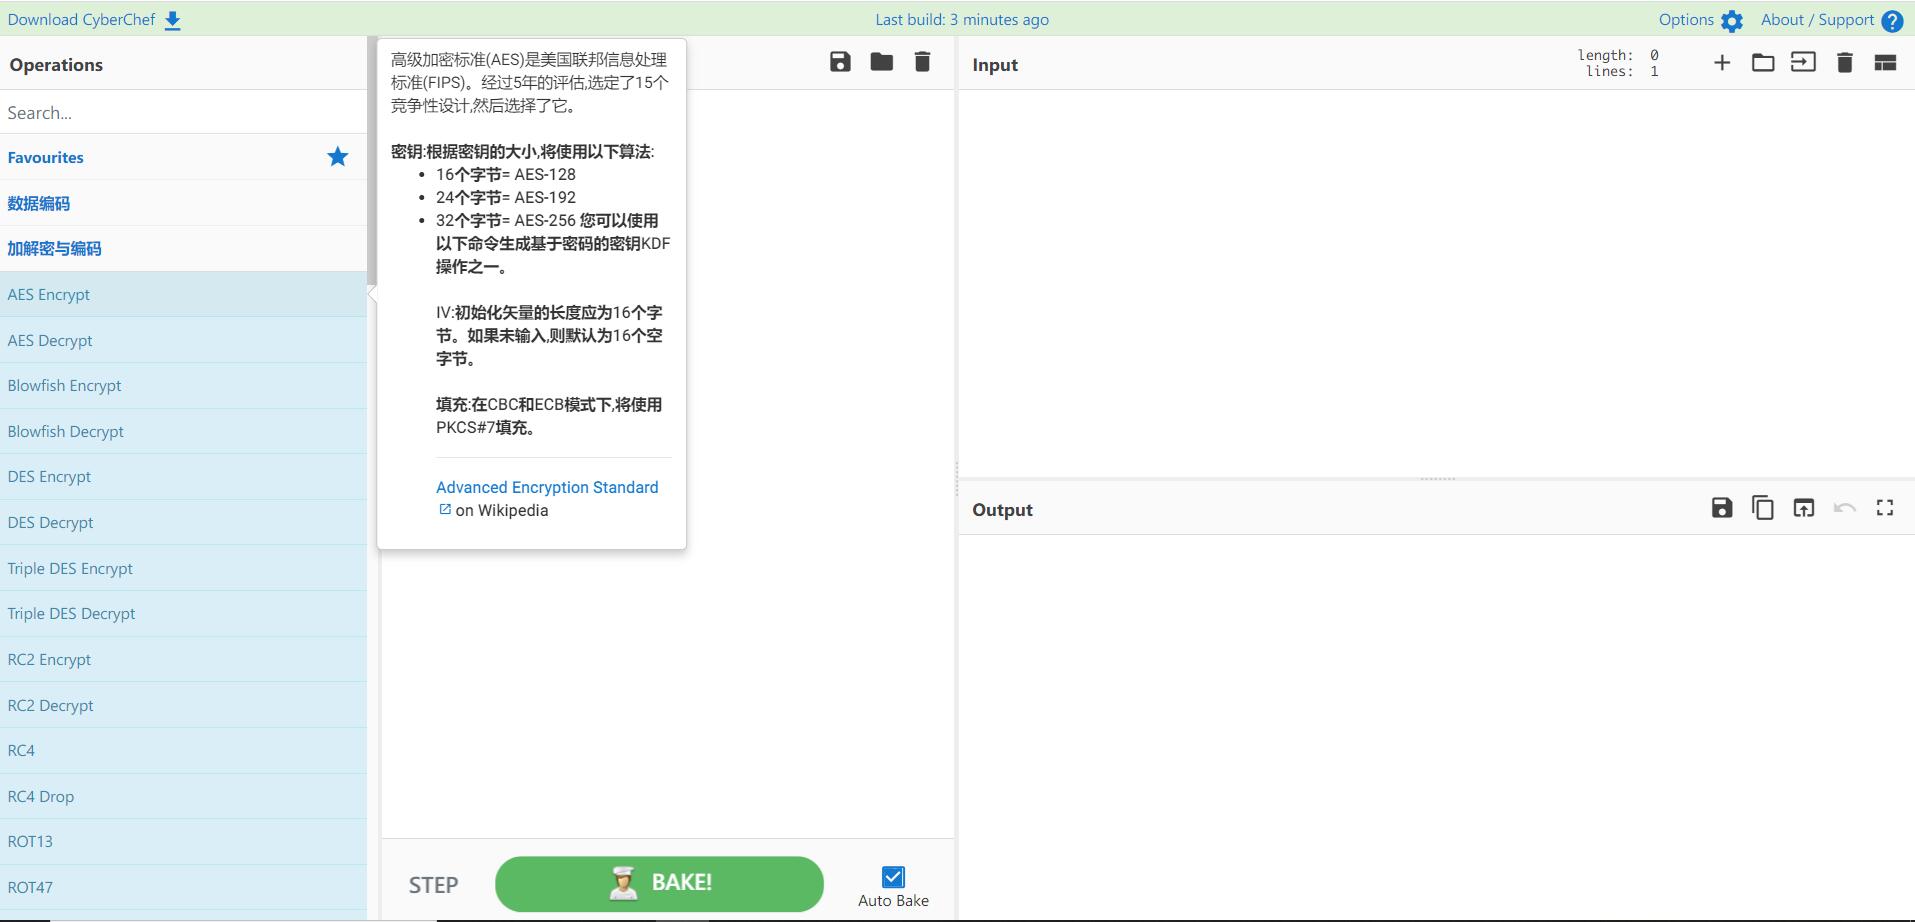 Download CyberChef
Last build: 3 minutes ago
Options
About / Support
Operations
Search...
Favourites
数据编码
加解密与编码
AES Encrypt
AES Decrypt
Blowfish Encrypt
Blowfish Decrypt
DES Encrypt
DES Decrypt
Triple DES Encrypt
Triple DES Decrypt
RC2 Encrypt
RC2 Decrypt
RC4
RC4 Drop
ROT13
ROT47
高级加密标准(AES)是美国联邦信息处理
标准(FIPS)。经过5年的评估,选定了15个
竞争性设计,然后选择了它。
密钥:根据密钥的大小,将使用以下算法:
• 16个字节= AES-128
• 24个字节= AES-192
• 32个字节= AES-256 您可以使用
以下命令生成基于密码的密钥KDF
操作之一。
IV:初始化矢量的长度应为16个字
节。如果未输入,则默认为16个空
字节。
填充:在CBC和ECB模式下,将使用
PKCS#7填充。
Advanced Encryption Standard
on Wikipedia
STEP
BAKE!
Auto Bake
Input
length: 0
lines: 1
Output